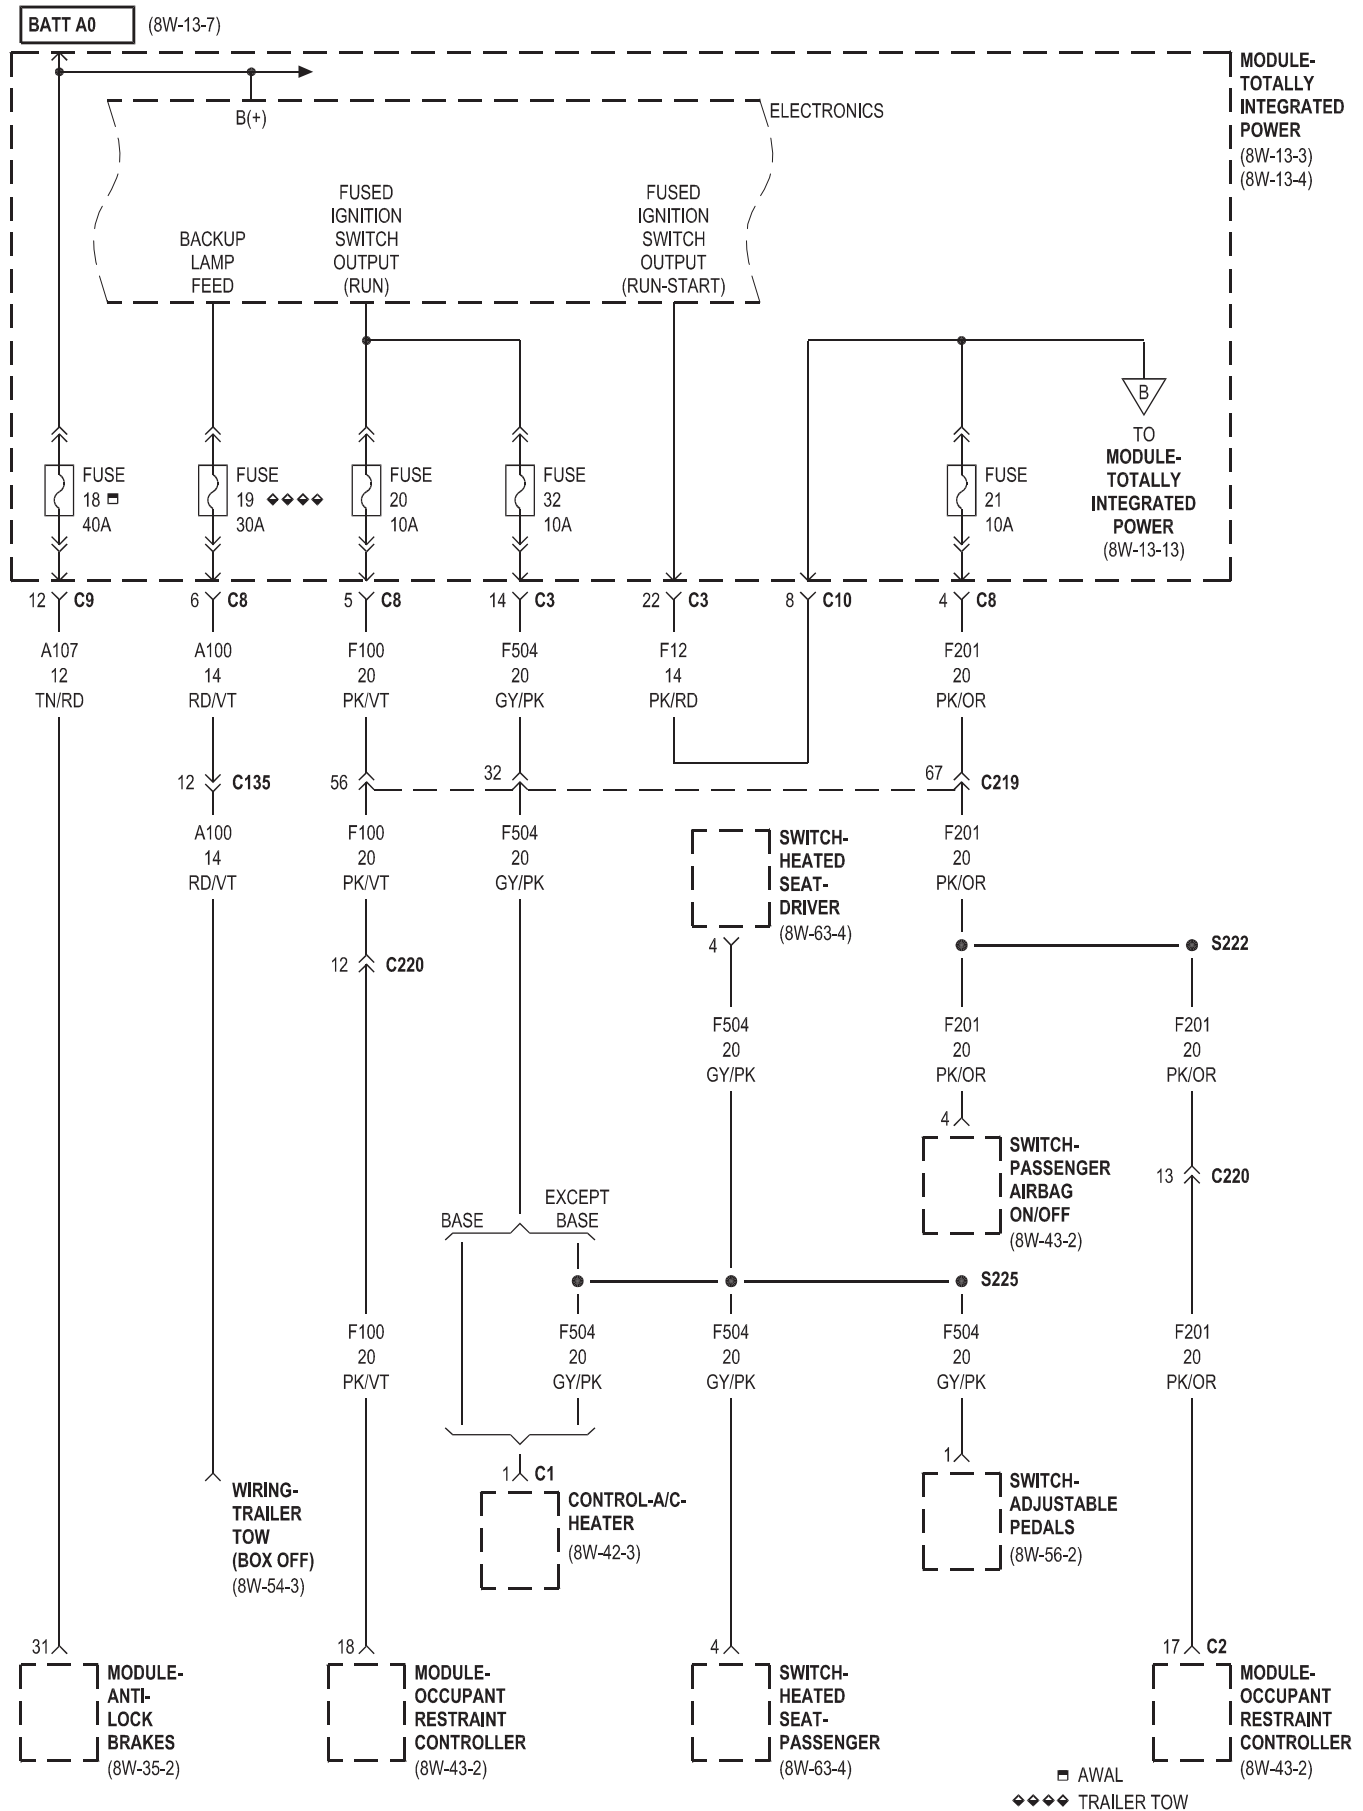 BATT A0 (8W-13-7)
MODULE-
TOTALLY
INTEGRATED
POWER
(8W-13-3)
(8W-13-4)
B(+)
ELECTRONICS
BACKUP
LAMP
FEED
FUSED
IGNITION
SWITCH
OUTPUT
(RUN)
FUSED
IGNITION
SWITCH
OUTPUT
(RUN-START)
B
TO
MODULE-
TOTALLY
INTEGRATED
POWER
(8W-13-13)
FUSE
18
40A
FUSE
19
30A
FUSE
20
10A
FUSE
32
10A
FUSE
21
10A
12 C9
6 C8
5 C8
14 C3
22 C3
8 C10
4 C8
A107
12
TN/RD
A100
14
RD/VT
F100
20
PK/VT
F504
20
GY/PK
F12
14
PK/RD
F201
20
PK/OR
12 C135
56
32
67 C219
A100
14
RD/VT
F100
20
PK/VT
F504
20
GY/PK
SWITCH-
HEATED
SEAT-
DRIVER
(8W-63-4)
F201
20
PK/OR
12 C220
4
S222
F504
20
GY/PK
F201
20
PK/OR
F201
20
PK/OR
4
SWITCH-
PASSENGER
AIRBAG
ON/OFF
(8W-43-2)
13 C220
BASE
EXCEPT
BASE
S225
F100
20
PK/VT
F504
20
GY/PK
F504
20
GY/PK
F504
20
GY/PK
F201
20
PK/OR
WIRING-
TRAILER
TOW
(BOX OFF)
(8W-54-3)
1 C1
CONTROL-A/C-
HEATER
(8W-42-3)
1
SWITCH-
ADJUSTABLE
PEDALS
(8W-56-2)
31
MODULE-
ANTI-
LOCK
BRAKES
(8W-35-2)
18
MODULE-
OCCUPANT
RESTRAINT
CONTROLLER
(8W-43-2)
4
SWITCH-
HEATED
SEAT-
PASSENGER
(8W-63-4)
17 C2
MODULE-
OCCUPANT
RESTRAINT
CONTROLLER
(8W-43-2)
AWAL
TRAILER TOW